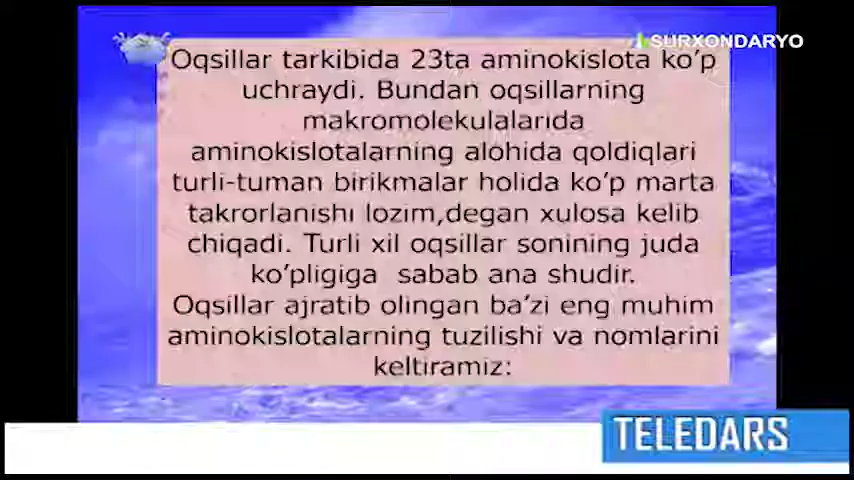 SURXONDARYO
Oqsillar tarkibida 23ta aminokislota ko’p
uchraydi. Bundan oqsillarning
makromolekulalarida
aminokislotalarning alohida qoldiqlari
turli-tuman birikmalar holida ko’p marta
takrorlanishi lozim,degan xulosa kelib
chiqadi. Turli xil oqsillar sonining juda
ko’pligiga sabab ana shudir.
Oqsillar ajratib olingan ba’zi eng muhim
aminokislotalarning tuzilishi va nomlarini
keltiramiz:
TELEDARS